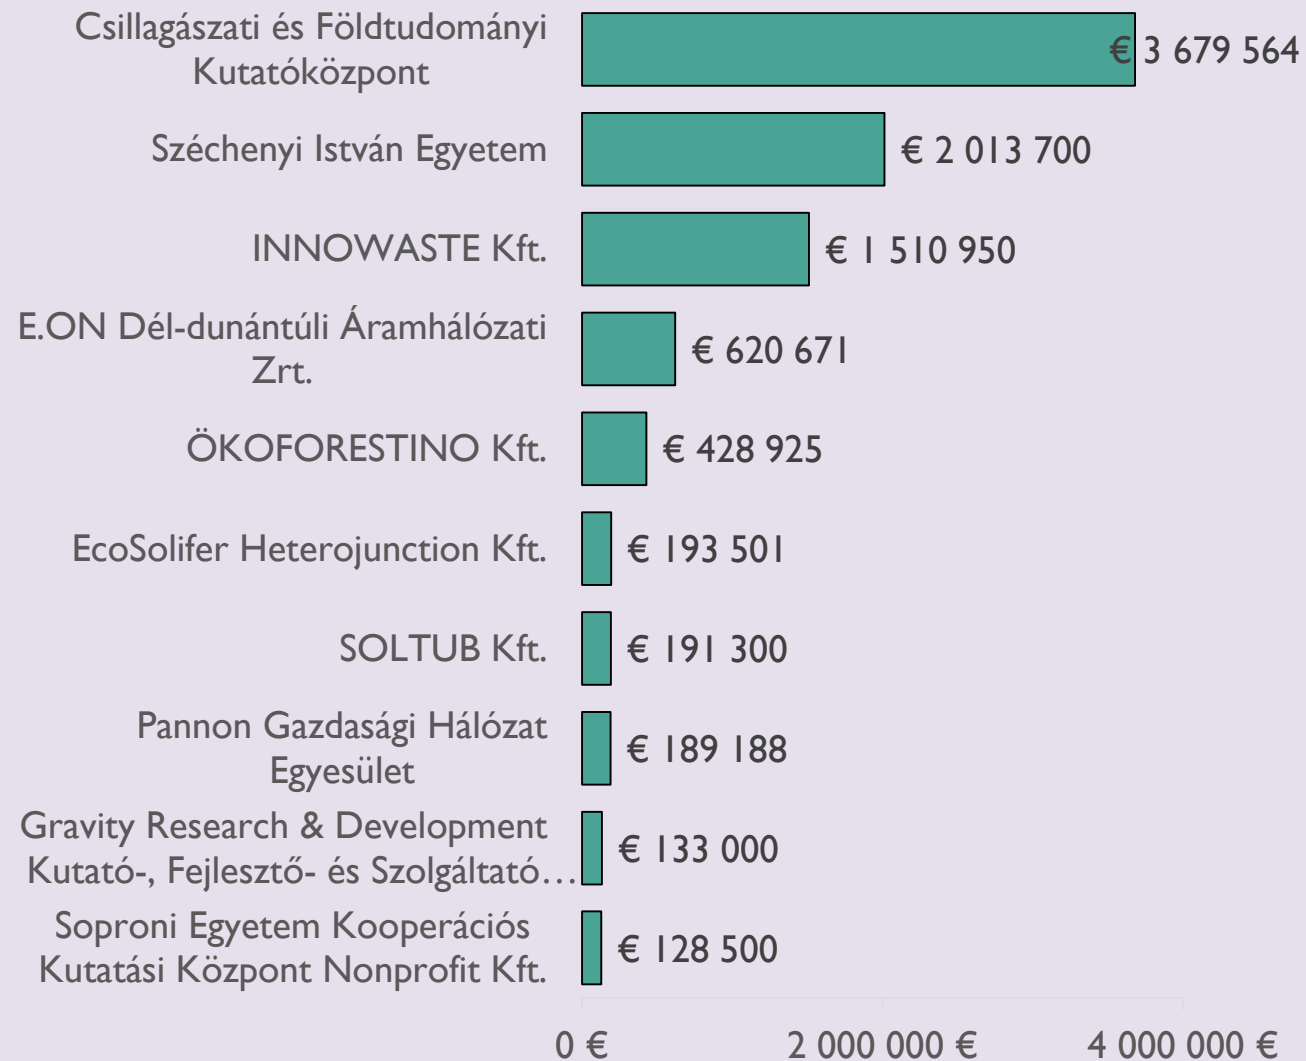 Csillagászati és Földtudományi
Kutatóközpont
€ 3 679 564
Széchenyi István Egyetem
€ 2 013 700
INNOWASTE Kft.
€ 1 510 950
E.ON Dél-dunántúli Áramhálózati
Zrt.
€ 620 671
ÖKOFORESTINO Kft.
€ 428 925
EcoSolifer Heterojunction Kft.
€ 193 501
SOLTUB Kft.
€ 191 300
Pannon Gazdasági Hálózat
Egyesület
€ 189 188
Gravity Research & Development
Kutató-, Fejlesztő- és Szolgáltató…
€ 133 000
Soproni Egyetem Kooperációs
Kutatási Központ Nonprofit Kft.
€ 128 500
0 € 2 000 000 € 4 000 000 €